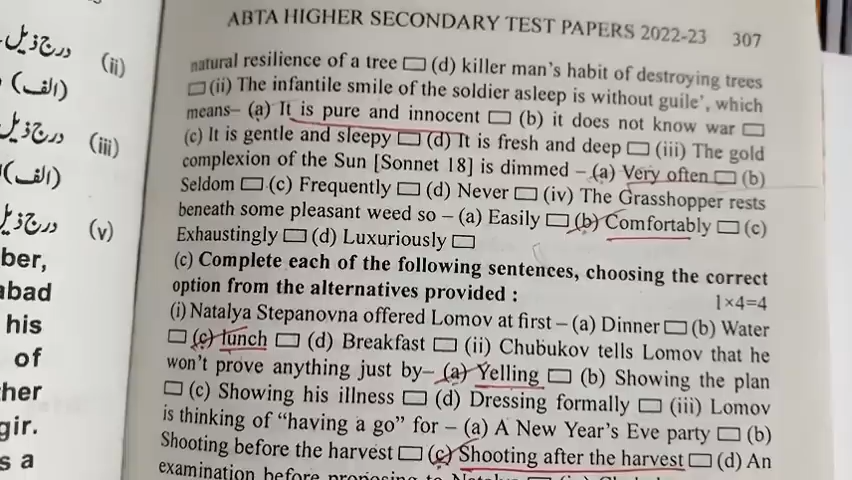 درج ذیل
(ii)
(الف)
درج ذیل
(iii)
(الف)
درج ذیل
(v)
ber,
abad
his
of
her
gir.
s a
ABTA HIGHER SECONDARY TEST PAPERS 2022-23 307
natural resilience of a tree ▭ (d) killer man's habit of destroying trees
▭ (ii) The infantile smile of the soldier asleep is without guile', which
means– (a) It is pure and innocent ▭ (b) it does not know war ▭
(c) It is gentle and sleepy ▭ (d) It is fresh and deep ▭ (iii) The gold
complexion of the Sun [Sonnet 18] is dimmed – (a) Very often ▭ (b)
Seldom ▭ (c) Frequently ▭ (d) Never ▭ (iv) The Grasshopper rests
beneath some pleasant weed so – (a) Easily ▭ (b) Comfortably ▭ (c)
Exhaustingly ▭ (d) Luxuriously ▭
(c) Complete each of the following sentences, choosing the correct
option from the alternatives provided : 1×4=4
(i) Natalya Stepanovna offered Lomov at first – (a) Dinner ▭ (b) Water
▭ (c) lunch ▭ (d) Breakfast ▭ (ii) Chubukov tells Lomov that he
won't prove anything just by– (a) Yelling ▭ (b) Showing the plan
▭ (c) Showing his illness ▭ (d) Dressing formally ▭ (iii) Lomov
is thinking of "having a go" for – (a) A New Year's Eve party ▭ (b)
Shooting before the harvest ▭ (c) Shooting after the harvest ▭ (d) An
examination before proposing to